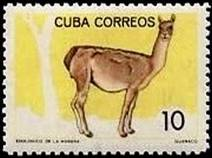 CUBA CORREOS
10
ZOOLOGICO DE LA HABANA
GUANACO